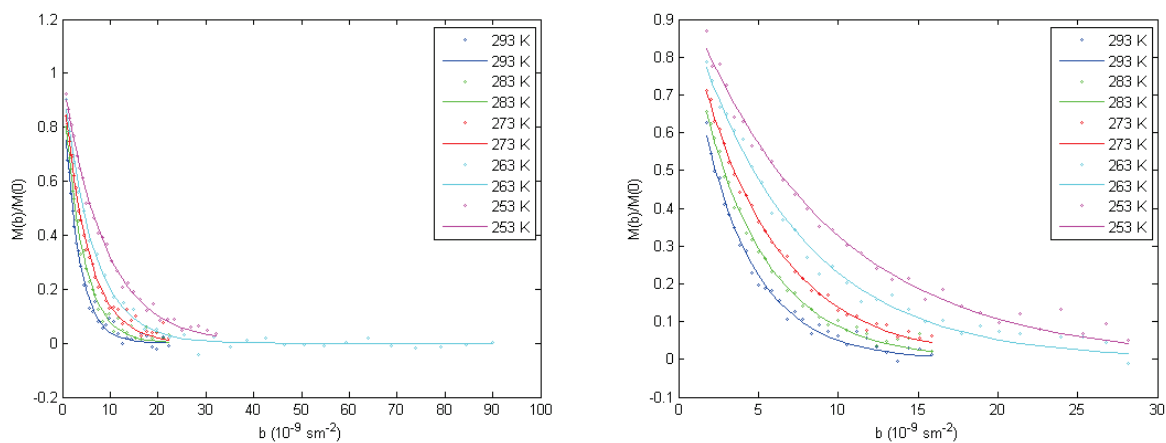 1.2
1
0.8
0.6
0.4
0.2
0
-0.2
M(b)/M(0)
0 10 20 30 40 50 60 70 80 90 100
b (10⁻⁹ sm⁻²)
293 K
293 K
283 K
283 K
273 K
273 K
263 K
263 K
253 K
253 K
0.9
0.8
0.7
0.6
0.5
0.4
0.3
0.2
0.1
0
-0.1
M(b)/M(0)
0 5 10 15 20 25 30
b (10⁻⁹ sm⁻²)
293 K
293 K
283 K
283 K
273 K
273 K
263 K
263 K
253 K
253 K